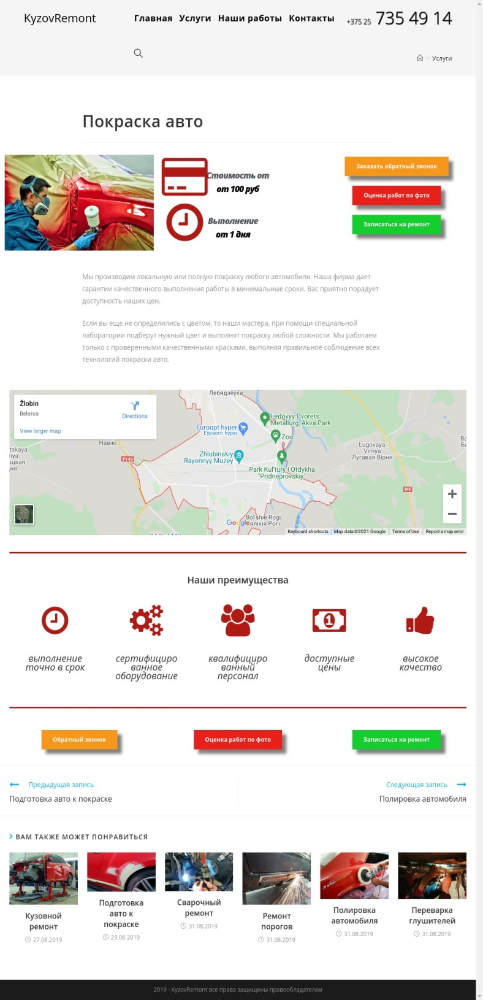 KyzovRemont
Главная Услуги Наши работы Контакты
+375 25 735 49 14
> Услуги
Покраска авто
Стоимость от
от 100 руб
Выполнение
от 1 дня
Заказать обратный звонок
Оценка работ по фото
Записаться на ремонт
Мы производим локальную или полную покраску любого автомобиля. Наша фирма дает
гарантии качественного выполнения работы в минимальные сроки. Вас приятно порадует
доступность наших цен.
Если вы еще не определились с цветом, то наши мастера, при помощи специальной
лаборатории подберут нужный цвет и выполнят покраску любой сложности. Мы работаем
только с проверенными качественными красками, выполняя правильное соблюдение всех
технологий покраски авто.
Žlobin
Belarus
Directions
View larger map
Лебядзёўка
Ledovyy Dvorets
Metallurg, Akva Park
Euroopt hyper
Еўраопт hyper
Zoo
Навікі
Zhlobinskiy
Rayonnyy Muzey
Lugovaya
Virnya
Лугавая Вірня
P149
Park Kul'tury I Otdykha
"Pridneprovskiy"
M5
Bol'shie Rogi
Google
Keyboard shortcuts
Map data ©2021 Google
Terms of Use
Report a map error
Наши преимущества
выполнение
точно в срок
сертифициро
ванное
оборудование
квалифициро
ванный
персонал
1
доступные
цены
высокое
качество
Обратный звонок
Оценка работ по фото
Записаться на ремонт
Предыдущая запись
Подготовка авто к покраске
Следующая запись
Полировка автомобиля
ВАМ ТАКЖЕ МОЖЕТ ПОНРАВИТЬСЯ
Кузовной
ремонт
27.08.2019
Подготовка
авто к
покраске
29.08.2019
Сварочный
ремонт
31.08.2019
Ремонт
порогов
31.08.2019
Полировка
автомобиля
31.08.2019
Переварка
глушителей
31.08.2019
2019 - KyzovRemont все права защищены правообладателем